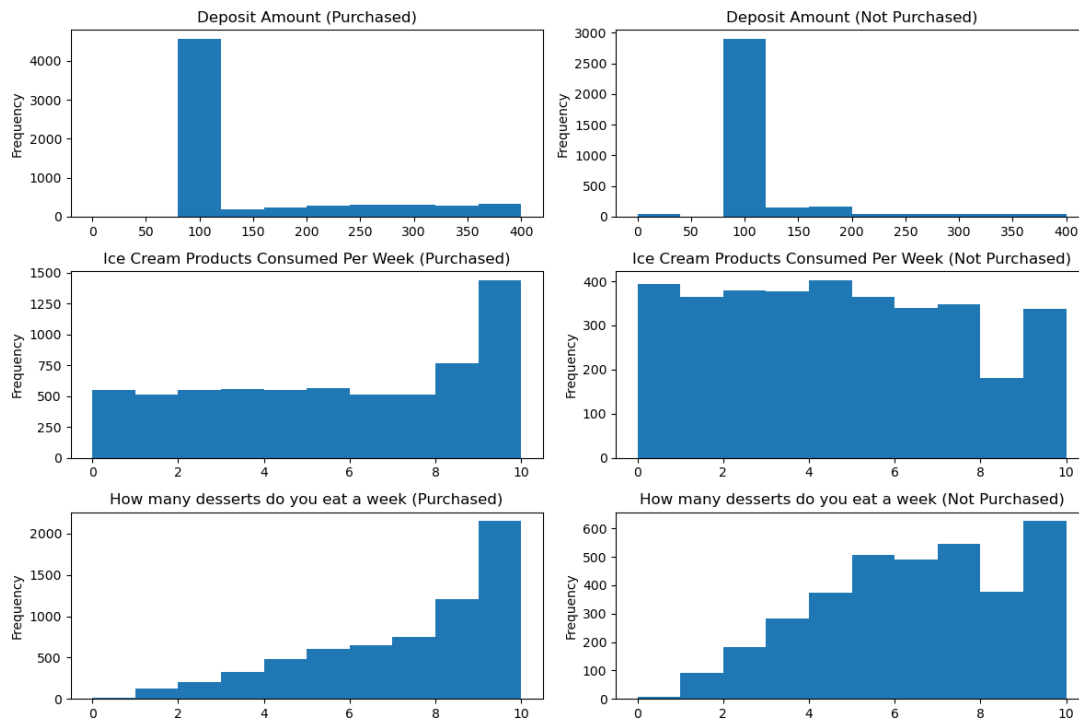 Deposit Amount (Purchased)
Frequency
4000
3000
2000
1000
0
0 50 100 150 200 250 300 350 400
Deposit Amount (Not Purchased)
Frequency
3000
2500
2000
1500
1000
500
0
0 50 100 150 200 250 300 350 400
Ice Cream Products Consumed Per Week (Purchased)
Frequency
1500
1250
1000
750
500
250
0
0 2 4 6 8 10
Ice Cream Products Consumed Per Week (Not Purchased)
Frequency
400
300
200
100
0
0 2 4 6 8 10
How many desserts do you eat a week (Purchased)
Frequency
2000
1500
1000
500
0
0 2 4 6 8 10
How many desserts do you eat a week (Not Purchased)
Frequency
600
500
400
300
200
100
0
0 2 4 6 8 10